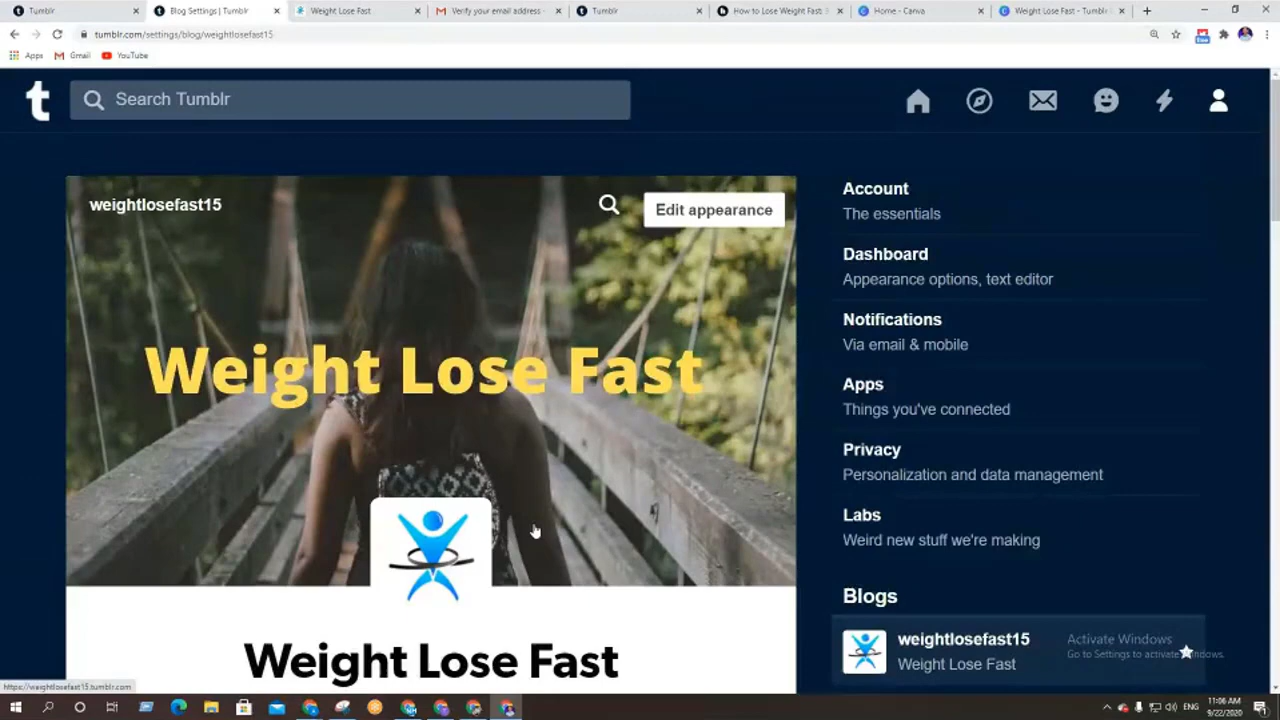 Tumblr
Blog Settings | Tumblr
Weight Lose Fast
Verify your email address
Tumblr
How to Lose Weight Fast:
Home - Canva
Weight Lose Fast - Tumblr
tumblr.com/settings/blog/weightlosefast15
Apps
Gmail
YouTube
t
Search Tumblr
weightlosefast15
Edit appearance
Weight Lose Fast
Weight Lose Fast
Account
The essentials
Dashboard
Appearance options, text editor
Notifications
Via email & mobile
Apps
Things you've connected
Privacy
Personalization and data management
Labs
Weird new stuff we're making
Blogs
weightlosefast15
Weight Lose Fast
Activate Windows
Go to Settings to activate Windows.
https://weightlosefast15.tumblr.com
11:06 AM
9/22/2020